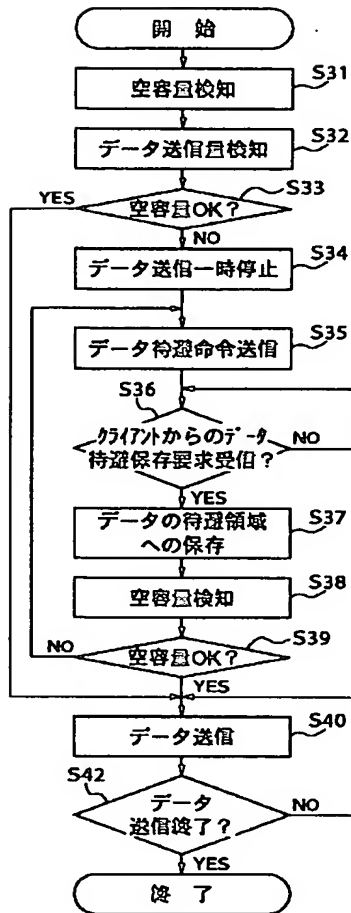 開始
S31
空容量検知
S32
データ送信量検知
S33
YES
空容量OK?
NO
S34
データ送信一時停止
S35
データ待避命令送信
S36
クライアントからのデータ
待避保存要求受信?
NO
YES
S37
データの待避領域
への保存
S38
空容量検知
S39
NO
空容量OK?
YES
S40
データ送信
S42
データ
送信終了?
NO
YES
終了